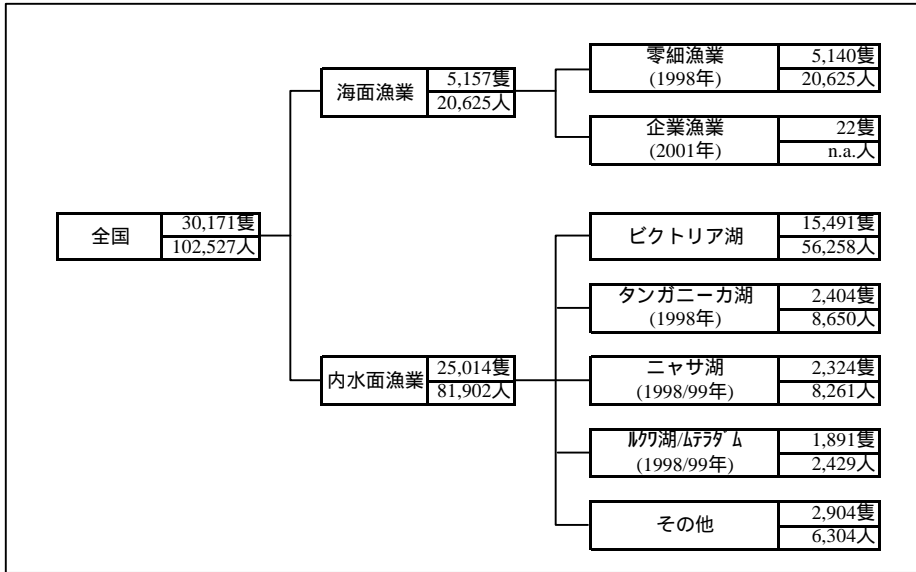 全国
30,171隻
102,527人
海面漁業
5,157隻
20,625人
零細漁業
(1998年)
5,140隻
20,625人
企業漁業
(2001年)
22隻
n.a.人
内水面漁業
25,014隻
81,902人
ビクトリア湖
15,491隻
56,258人
タンガニーカ湖
(1998年)
2,404隻
8,650人
ニャサ湖
(1998/99年)
2,324隻
8,261人
ﾙｸﾜ湖/ﾑﾃﾗﾀﾞﾑ
(1998/99年)
1,891隻
2,429人
その他
2,904隻
6,304人